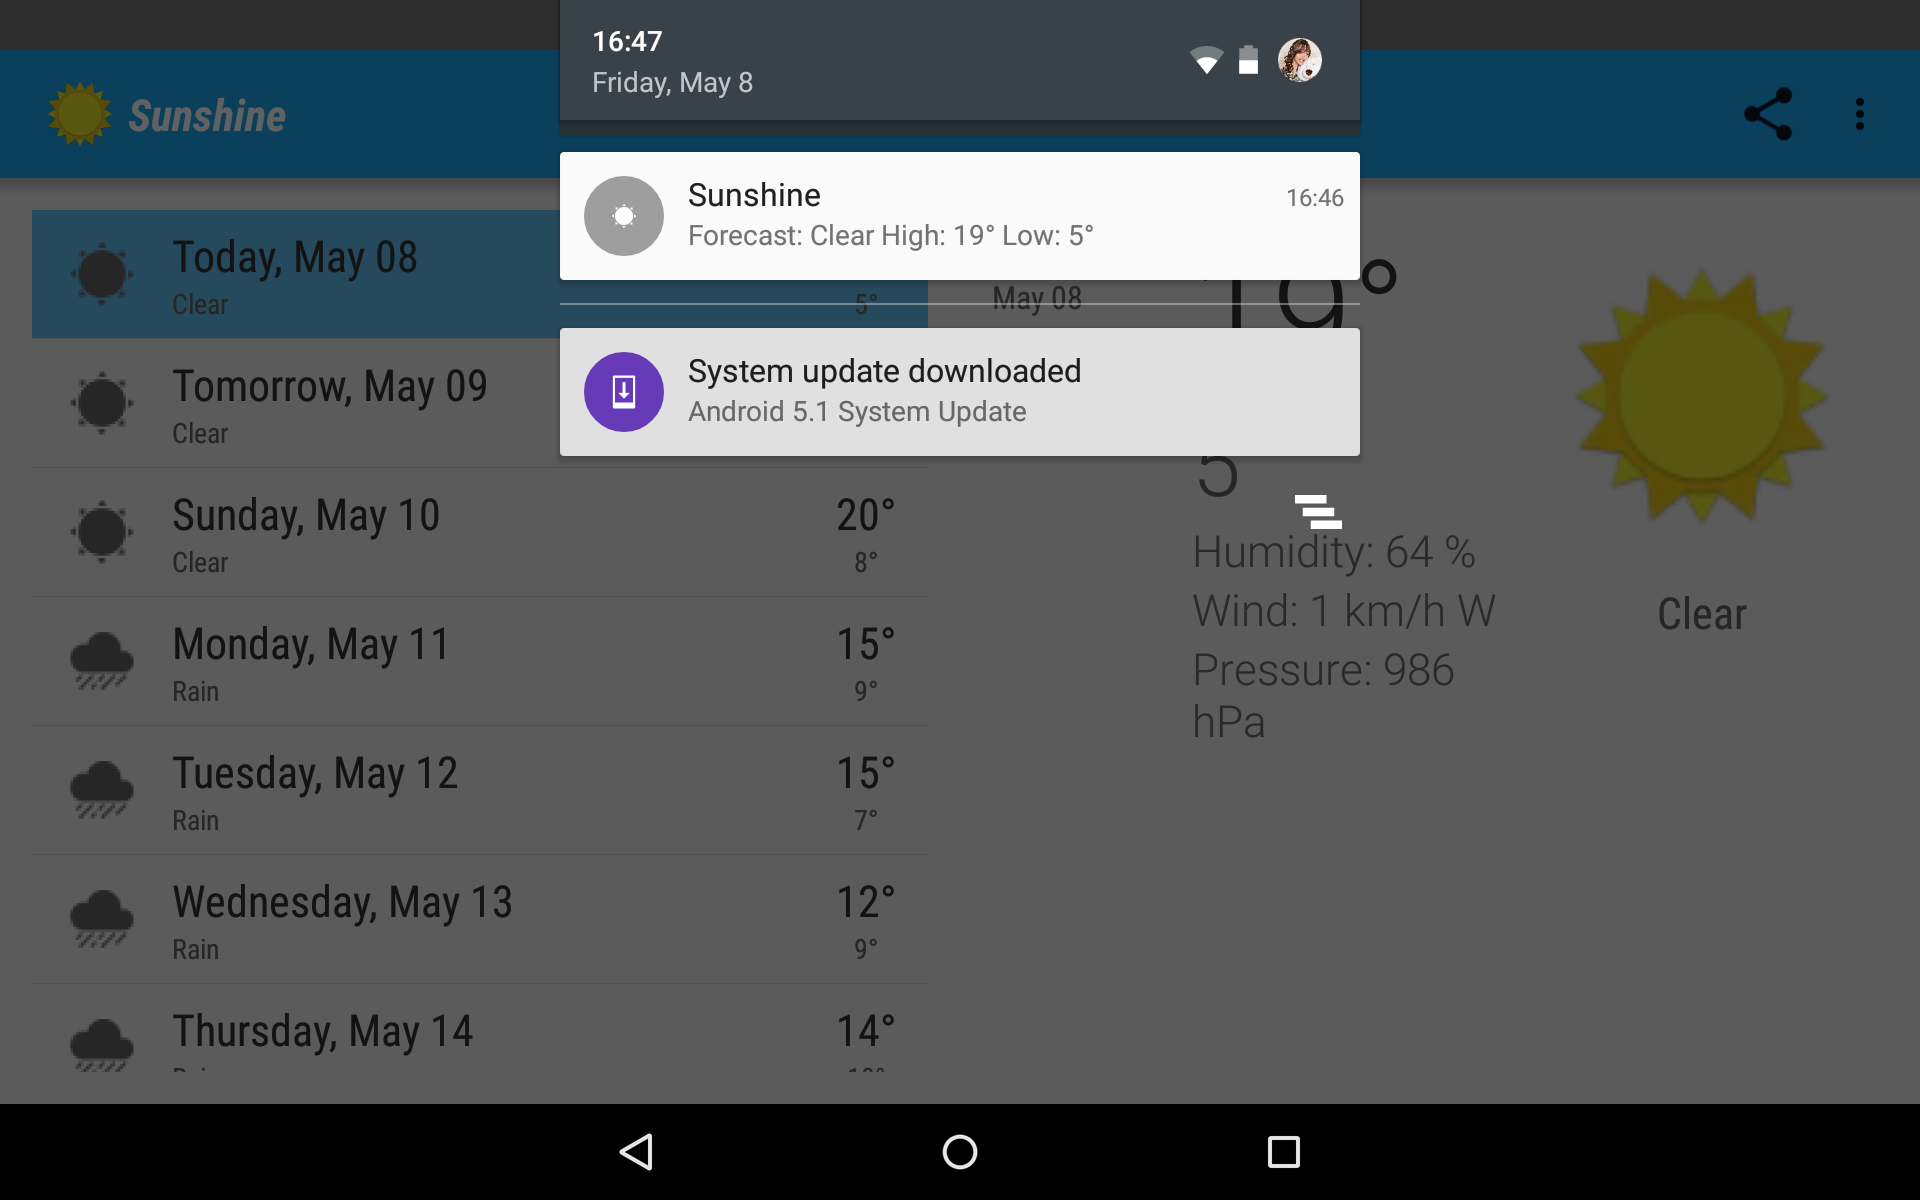 16:47
Friday, May 8
Sunshine
Sunshine
16:46
Forecast: Clear High: 19° Low: 5°
System update downloaded
Android 5.1 System Update
Today, May 08
Clear
5°
Tomorrow, May 09
Clear
Sunday, May 10
20°
Clear
8°
Monday, May 11
15°
Rain
9°
Tuesday, May 12
15°
Rain
7°
Wednesday, May 13
12°
Rain
9°
Thursday, May 14
14°
May 08
19°
5
Humidity: 64 %
Wind: 1 km/h W
Pressure: 986
hPa
Clear